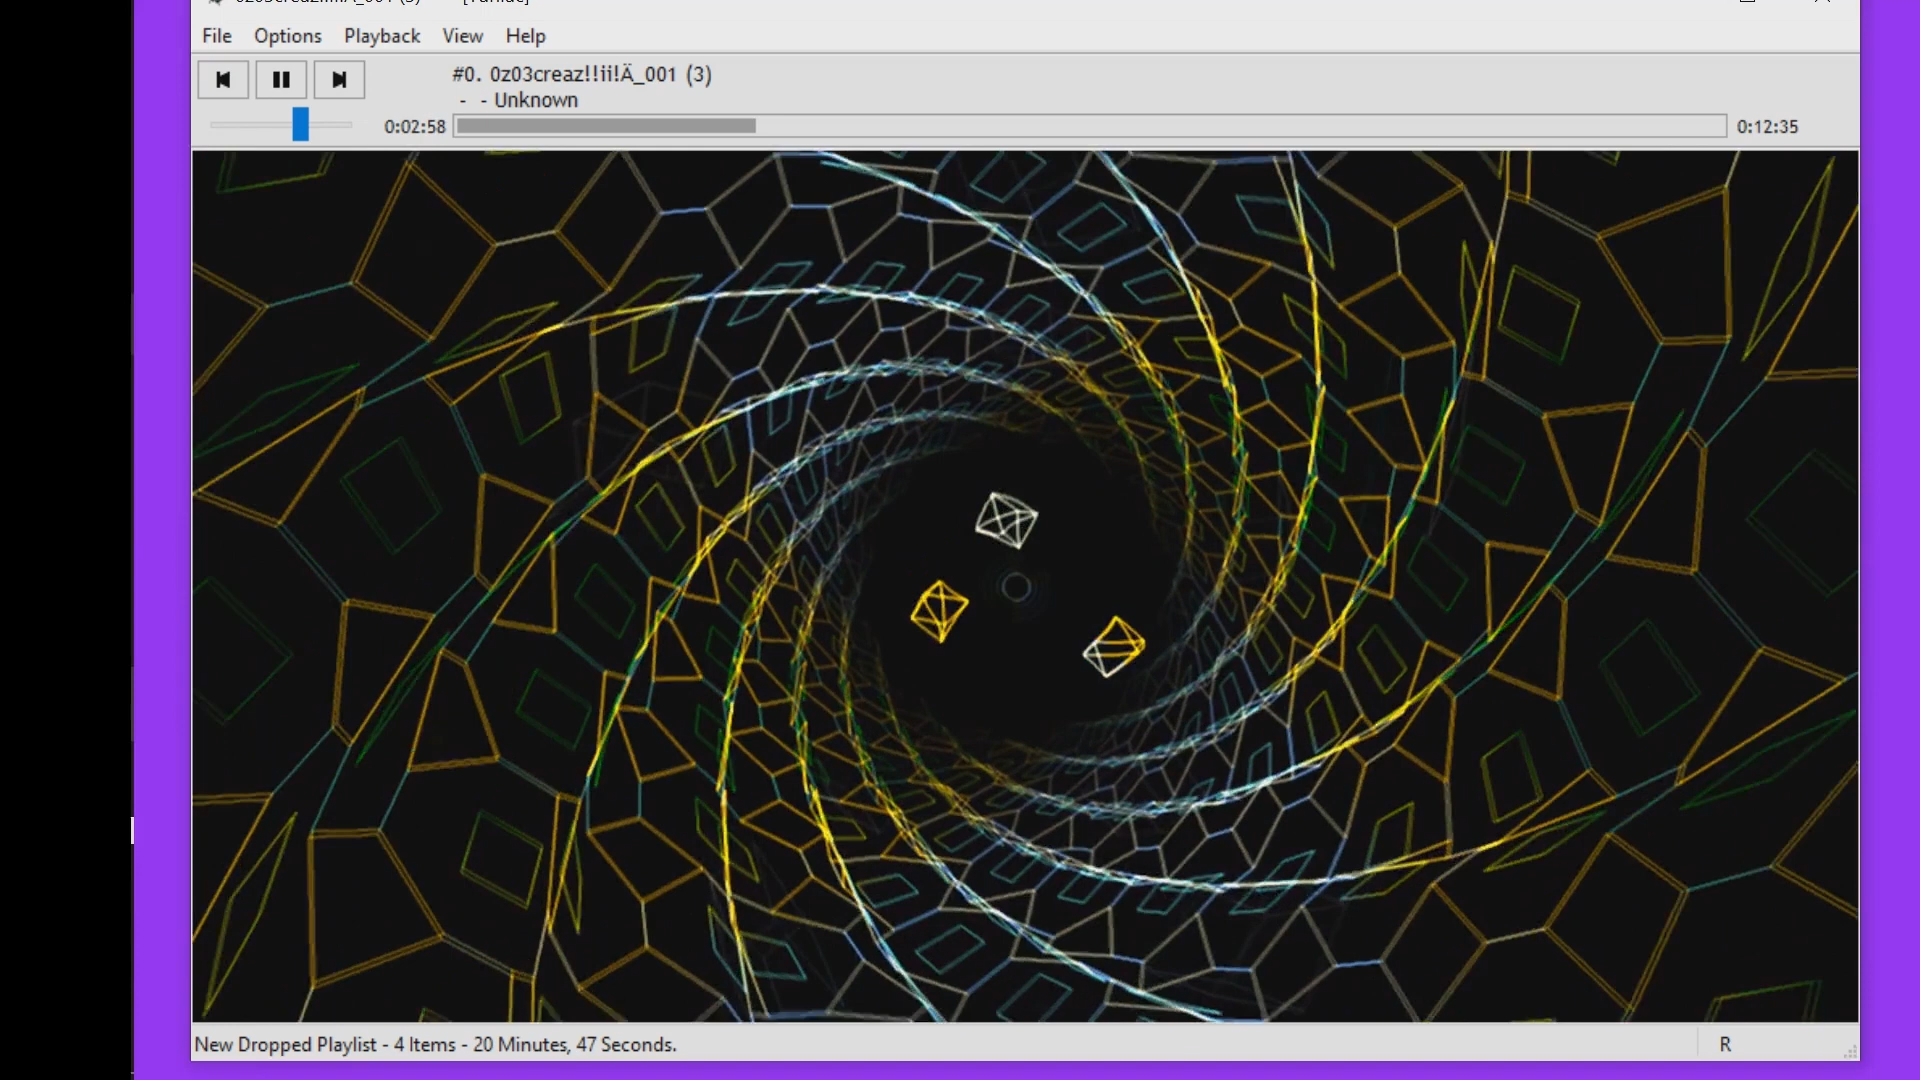 File Options Playback View Help
#0. 0z03creaz!!ii!Ä_001 (3)
- - Unknown
0:02:58
0:12:35
New Dropped Playlist - 4 Items - 20 Minutes, 47 Seconds.
R